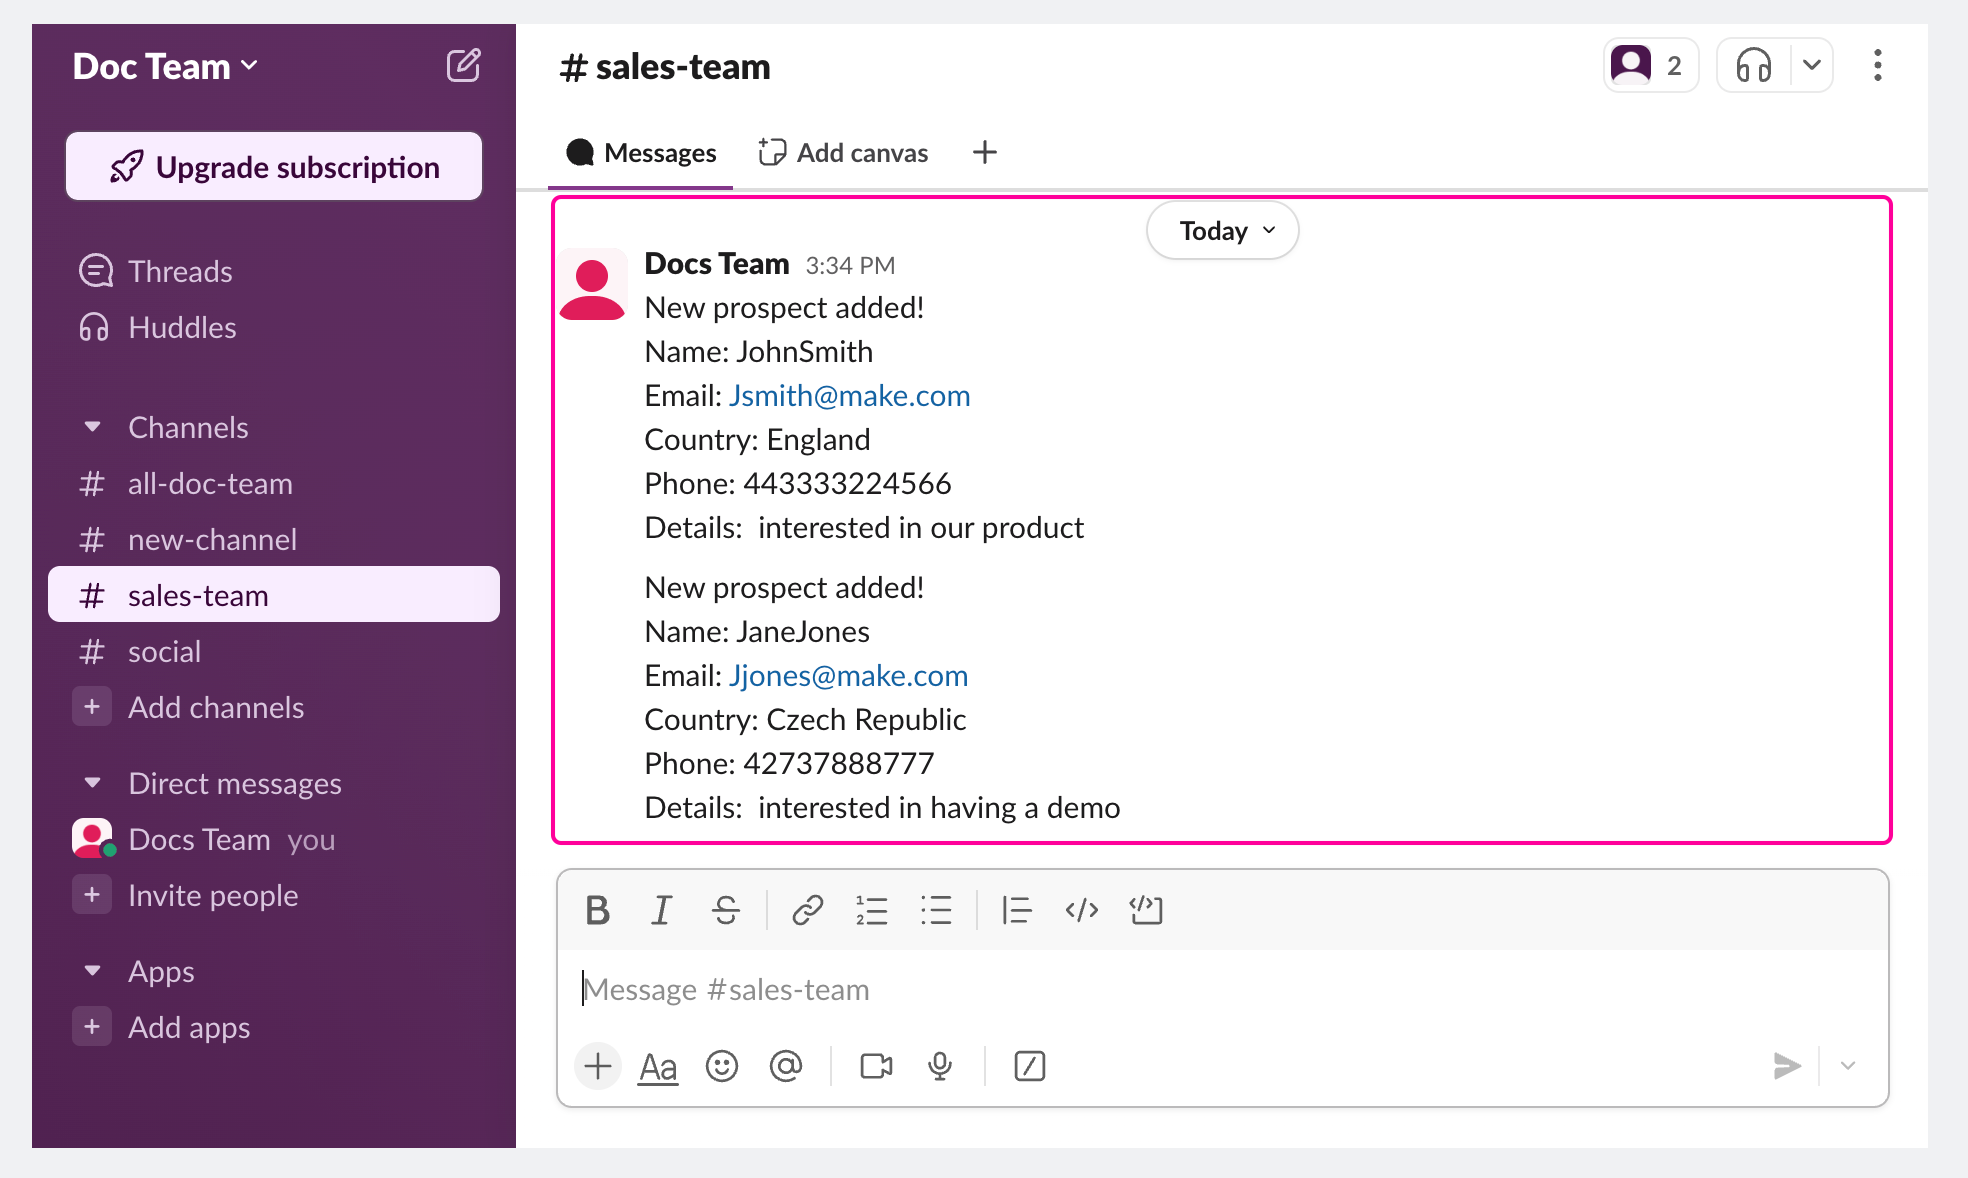 Doc Team
Upgrade subscription
Threads
Huddles
Channels
# all-doc-team
# new-channel
# sales-team
# social
+ Add channels
Direct messages
Docs Team you
+ Invite people
Apps
+ Add apps
# sales-team
2
Messages Add canvas +
Today
Docs Team 3:34 PM
New prospect added!
Name: JohnSmith
Email: Jsmith@make.com
Country: England
Phone: 443333224566
Details:  interested in our product
New prospect added!
Name: JaneJones
Email: Jjones@make.com
Country: Czech Republic
Phone: 42737888777
Details:  interested in having a demo
B I S
Message #sales-team
+ Aa @